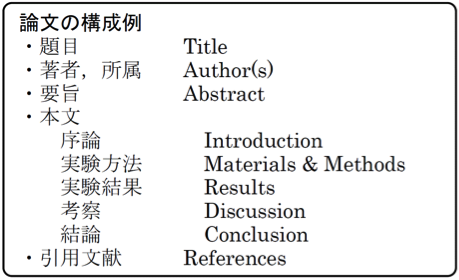 論文の構成例
・題目 Title
・著者，所属 Author(s)
・要旨 Abstract
・本文
序論 Introduction
実験方法 Materials & Methods
実験結果 Results
考察 Discussion
結論 Conclusion
・引用文献 References